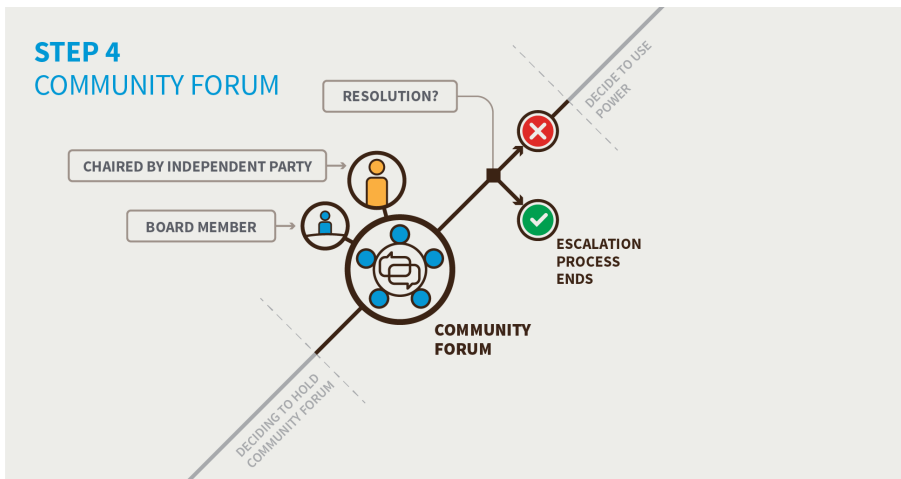 STEP 4
COMMUNITY FORUM
RESOLUTION?
DECIDE TO USE
POWER
CHAIRED BY INDEPENDENT PARTY
BOARD MEMBER
ESCALATION
PROCESS
ENDS
COMMUNITY
FORUM
DECIDING TO HOLD
COMMUNITY FORUM